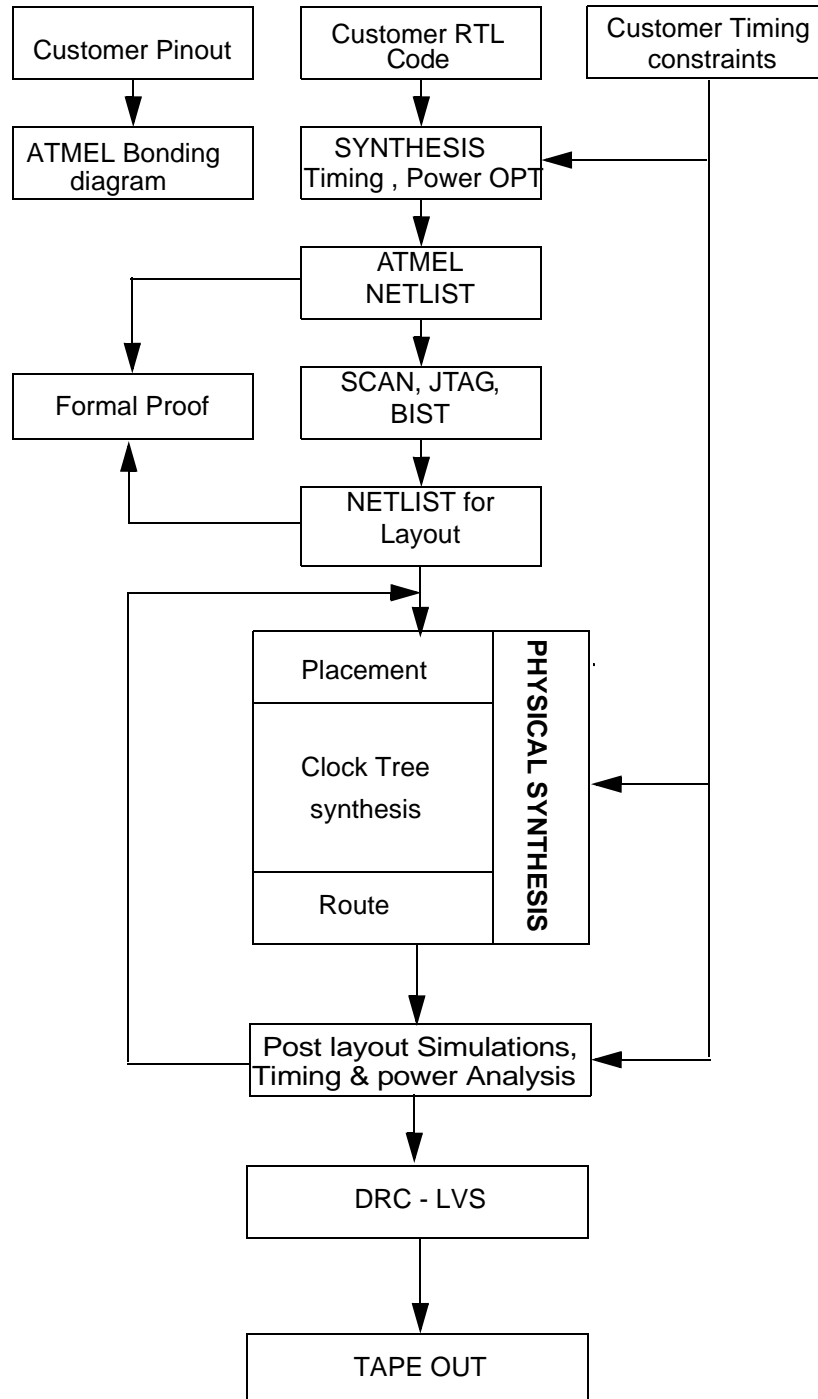 Customer Pinout
Customer RTL
Code
Customer Timing
constraints
ATMEL Bonding
diagram
SYNTHESIS
Timing , Power OPT
ATMEL
NETLIST
Formal Proof
SCAN, JTAG,
BIST
NETLIST for
Layout
Placement
Clock Tree
synthesis
Route
PHYSICAL SYNTHESIS
Post layout Simulations,
Timing & power Analysis
DRC - LVS
TAPE OUT